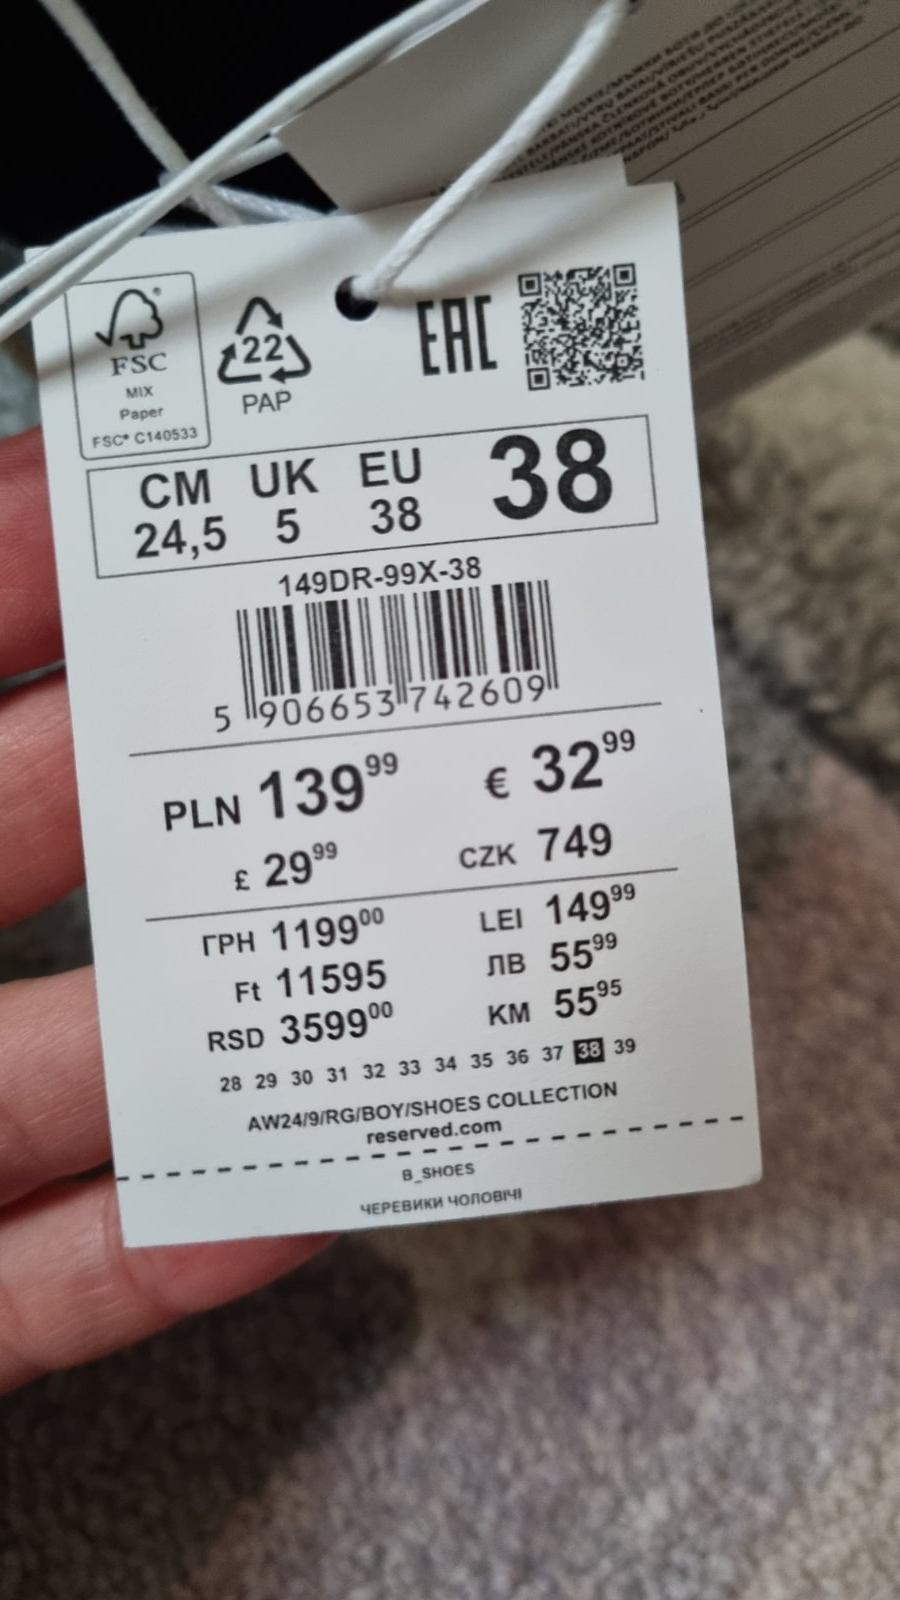 FSC®
MIX
Paper
FSC® C140533
22
PAP
EAC
CM UK EU 38
24,5 5 38
149DR-99X-38
5 906653 742609
PLN 139⁹⁹ € 32⁹⁹
£ 29⁹⁹ CZK 749
ГРН 1199⁰⁰ LEI 149⁹⁹
Ft 11595 ЛВ 55⁹⁹
RSD 3599⁰⁰ KM 55⁹⁵
28 29 30 31 32 33 34 35 36 37 38 39
AW24/9/RG/BOY/SHOES COLLECTION
reserved.com
B_SHOES
ЧЕРЕВИКИ ЧОЛОВІЧІ